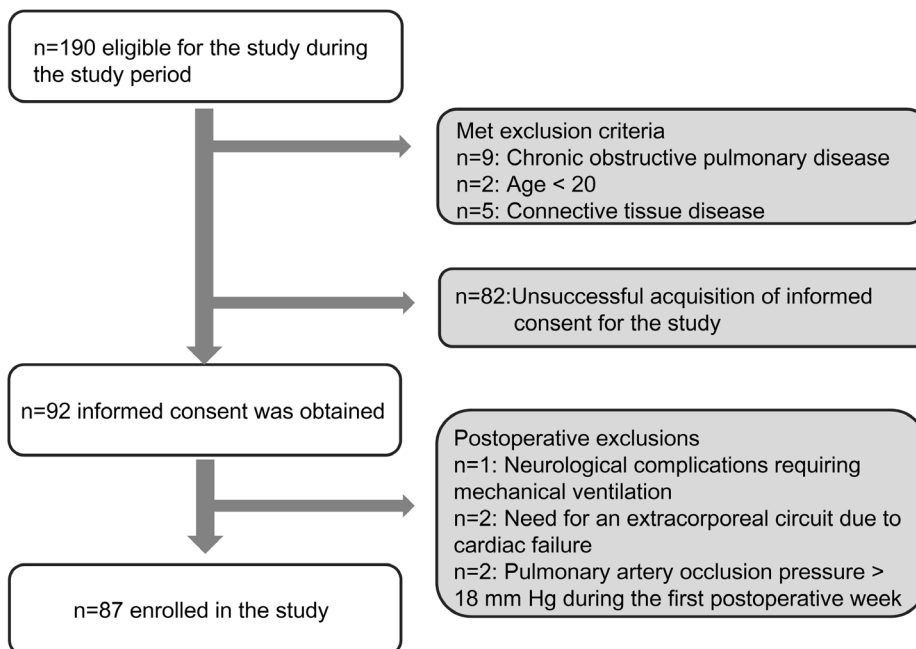 n=190 eligible for the study during
the study period
Met exclusion criteria
n=9: Chronic obstructive pulmonary disease
n=2: Age < 20
n=5: Connective tissue disease
n=82:Unsuccessful acquisition of informed
consent for the study
n=92 informed consent was obtained
Postoperative exclusions
n=1: Neurological complications requiring
mechanical ventilation
n=2: Need for an extracorporeal circuit due to
cardiac failure
n=2: Pulmonary artery occlusion pressure >
18 mm Hg during the first postoperative week
n=87 enrolled in the study